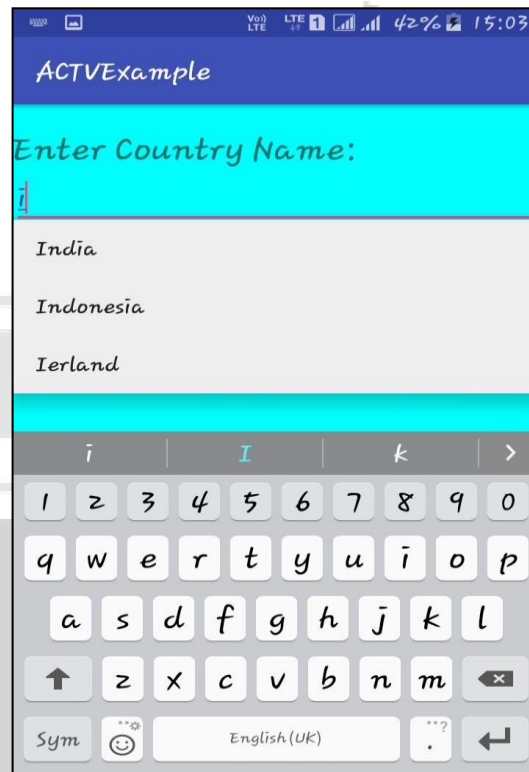 Vo)) LTE LTE 1 42% 15:03
ACTVExample
Enter Country Name:
i
India
Indonesia
Ierland
i I k >
1 2 3 4 5 6 7 8 9 0
q w e r t y u i o p
a s d f g h j k l
z x c v b n m
Sym English(UK) . ?